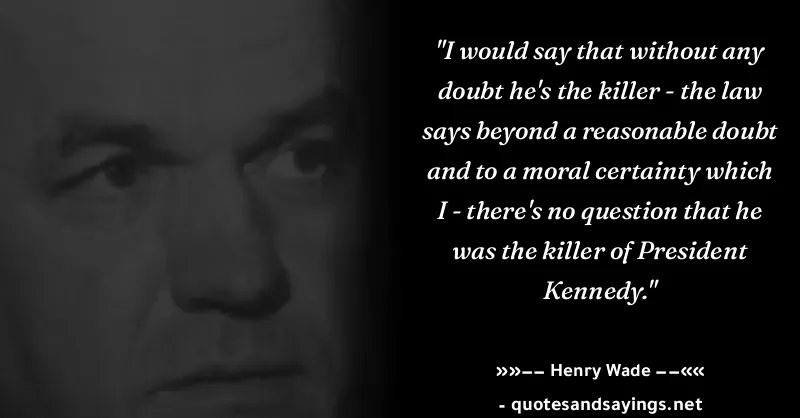 "I would say that without any
doubt he's the killer - the law
says beyond a reasonable doubt
and to a moral certainty which
I - there's no question that he
was the killer of President
Kennedy."
»»–– Henry Wade ––««
- quotesandsayings.net